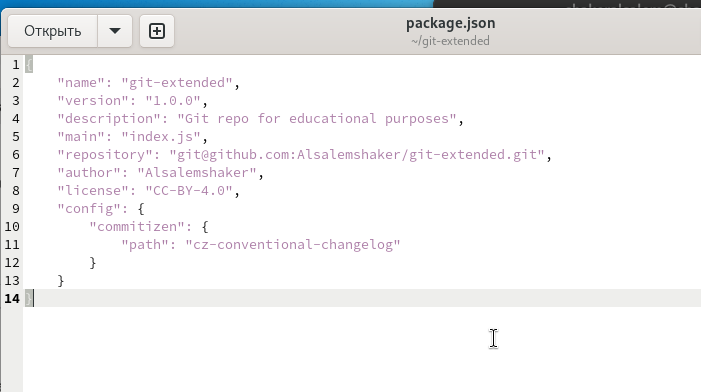 Открыть
package.json
~/git-extended
1 {
2 "name": "git-extended",
3 "version": "1.0.0",
4 "description": "Git repo for educational purposes",
5 "main": "index.js",
6 "repository": "git@github.com:Alsalemshaker/git-extended.git",
7 "author": "Alsalemshaker",
8 "license": "CC-BY-4.0",
9 "config": {
10 "commitizen": {
11 "path": "cz-conventional-changelog"
12 }
13 }
14 }